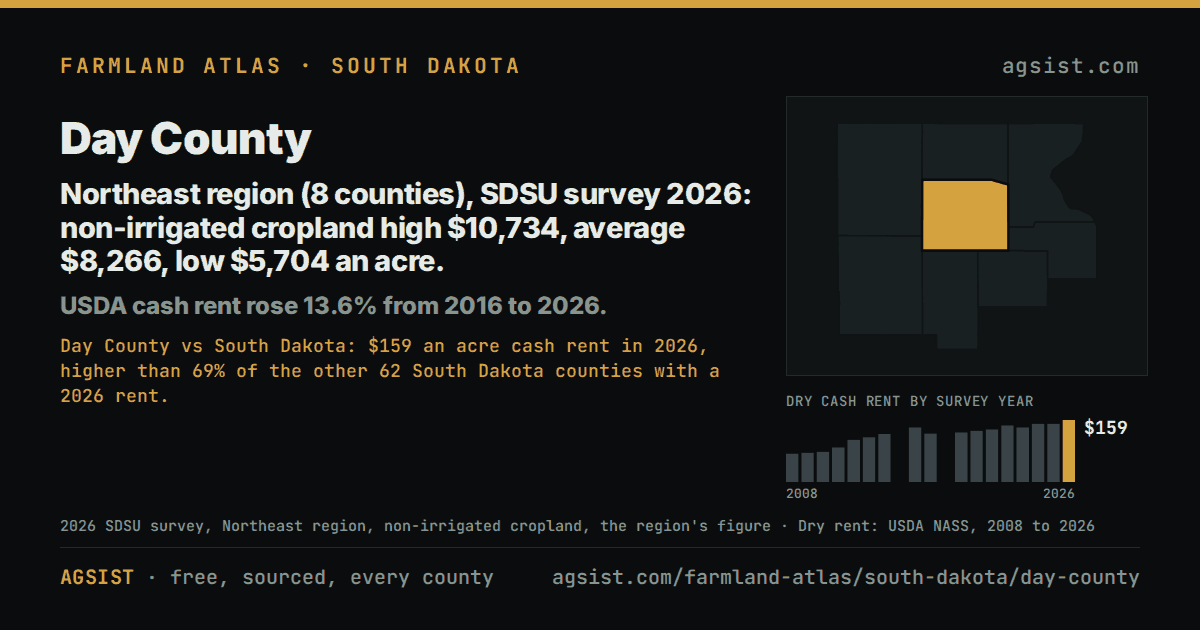 FARMLAND ATLAS · SOUTH DAKOTA
agsist.com
Day County
Northeast region (8 counties), SDSU survey 2026:
non-irrigated cropland high $10,734, average
$8,266, low $5,704 an acre.
USDA cash rent rose 13.6% from 2016 to 2026.
Day County vs South Dakota: $159 an acre cash rent in 2026,
higher than 69% of the other 62 South Dakota counties with a
2026 rent.
DRY CASH RENT BY SURVEY YEAR
$159
2008
2026
2026 SDSU survey, Northeast region, non-irrigated cropland, the region's figure · Dry rent: USDA NASS, 2008 to 2026
AGSIST · free, sourced, every county
agsist.com/farmland-atlas/south-dakota/day-county